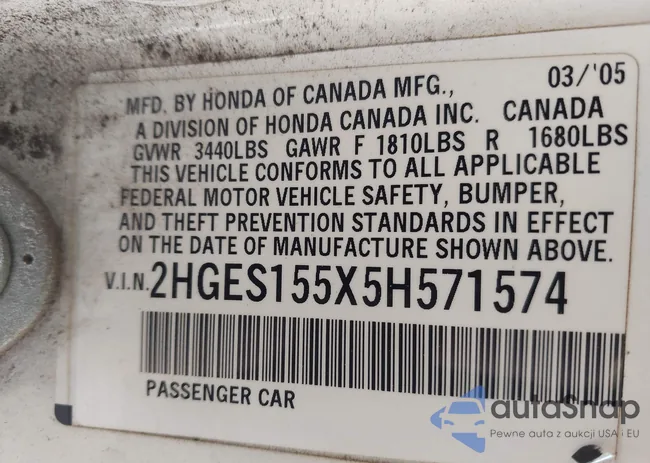 MFD. BY HONDA OF CANADA MFG., 03/'05
A DIVISION OF HONDA CANADA INC. CANADA
GVWR 3440LBS GAWR F 1810LBS R 1680LBS
THIS VEHICLE CONFORMS TO ALL APPLICABLE
FEDERAL MOTOR VEHICLE SAFETY, BUMPER,
AND THEFT PREVENTION STANDARDS IN EFFECT
ON THE DATE OF MANUFACTURE SHOWN ABOVE.
V.I.N. 2HGES155X5H571574
PASSENGER CAR
autaSnap
Pewne auta z aukcji USA i EU